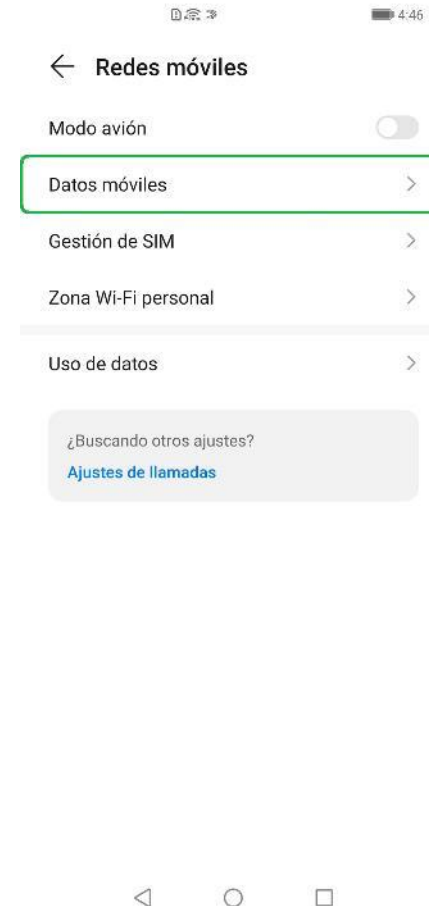 4:46
Redes móviles
Modo avión
Datos móviles
Gestión de SIM
Zona Wi-Fi personal
Uso de datos
¿Buscando otros ajustes?
Ajustes de llamadas